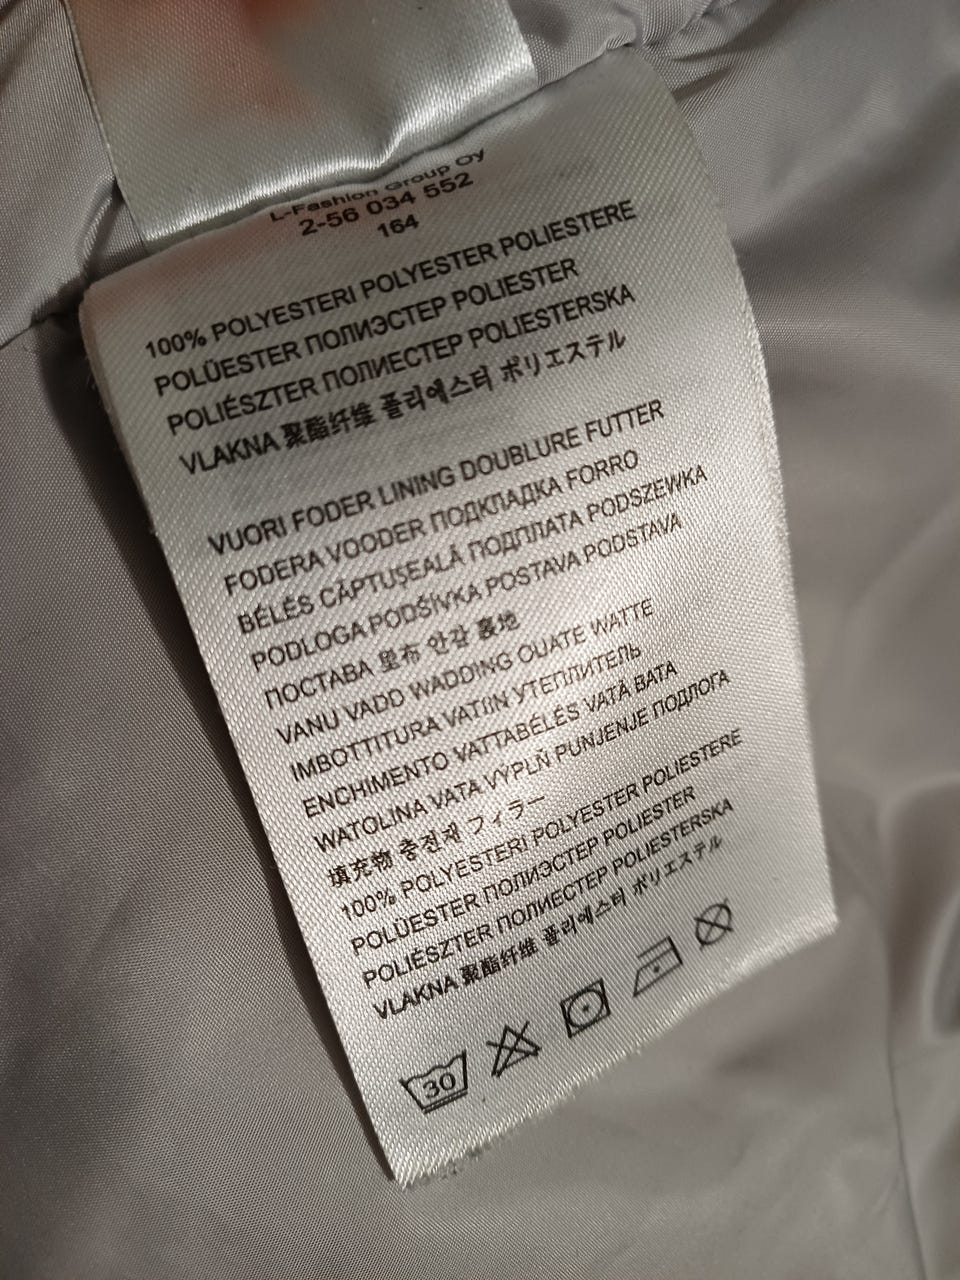 L-Fashion Group Oy
2-56 034 552
164
100% POLYESTERI POLYESTER POLIESTERE
POLÜESTER ПОЛИЭСТЕР POLIESTER
POLIÉSZTER ПОЛИЕСТЕР POLIESTERSKA
VLAKNA 聚酯纤维 폴리에스터 ポリエステル
VUORI FODER LINING DOUBLURE FUTTER
FODERA VOODER ПОДКЛАДКА FORRO
BÉLÉS CĂPTUŞEALĂ ПОДПЛАТА PODSZEWKA
PODLOGA PODŠÍVKA POSTAVA PODSTAVA
ПОСТАВА 里布 안감 裏地
VANU VADD WADDING OUATE WATTE
IMBOTTITURA VATIIN УТЕПЛИТЕЛЬ
ENCHIMENTO VATTABÉLÉS VATĂ ВАТА
WATOLINA VATA VÝPLŇ PUNJENJE ПОДЛОГА
填充物 충전재 フィラー
100% POLYESTERI POLYESTER POLIESTERE
POLÜESTER ПОЛИЭСТЕР POLIESTER
POLIÉSZTER ПОЛИЕСТЕР POLIESTERSKA
VLAKNA 聚酯纤维 폴리에스터 ポリエステル
30